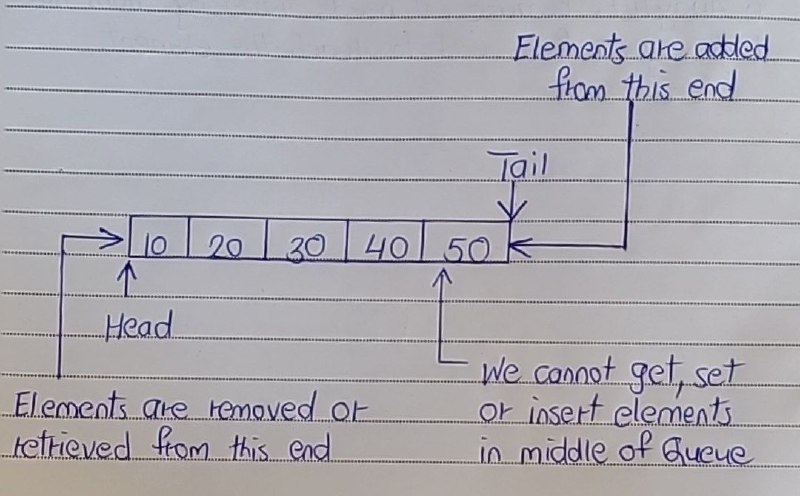 Elements are added
from this end
Tail
10 20 30 40 50
Head
Elements are removed or
retrieved from this end
We cannot get, set
or insert elements
in middle of Queue